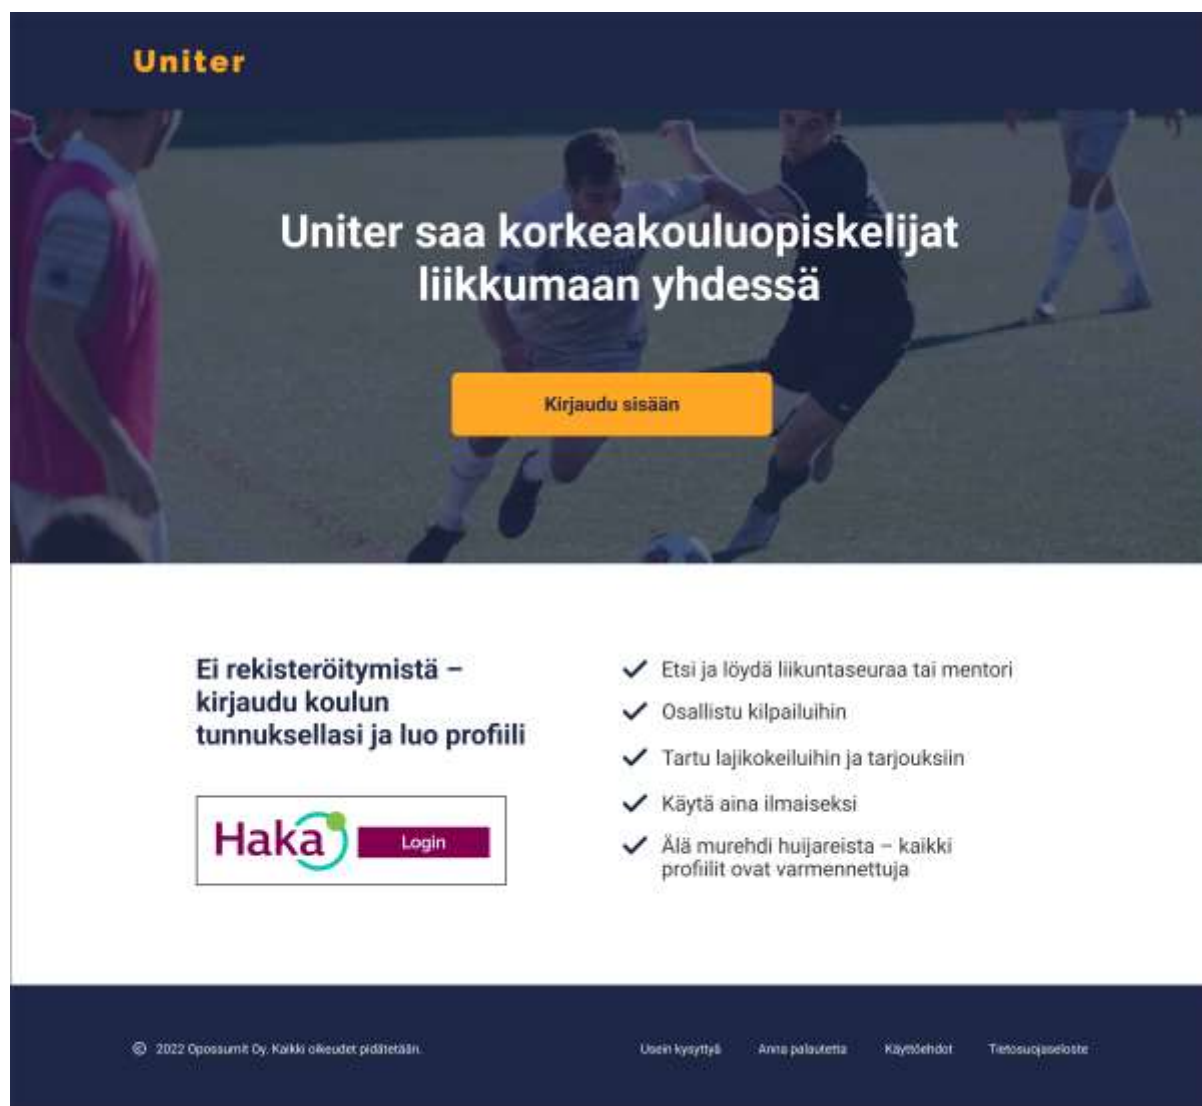 Uniter
Uniter saa korkeakouluopiskelijat
liikkumaan yhdessä
Kirjaudu sisään
Ei rekisteröitymistä –
kirjaudu koulun
tunnuksellasi ja luo profiili
Haka Login
Etsi ja löydä liikuntaseuraa tai mentori
Osallistu kilpailuihin
Tartu lajikokeiluihin ja tarjouksiin
Käytä aina ilmaiseksi
Älä murehdi huijareista – kaikki
profiilit ovat varmennettuja
© 2022 Opossumit Oy. Kaikki oikeudet pidätetään.
Usein kysyttyä Anna palautetta Käyttöehdot Tietosuojaseloste